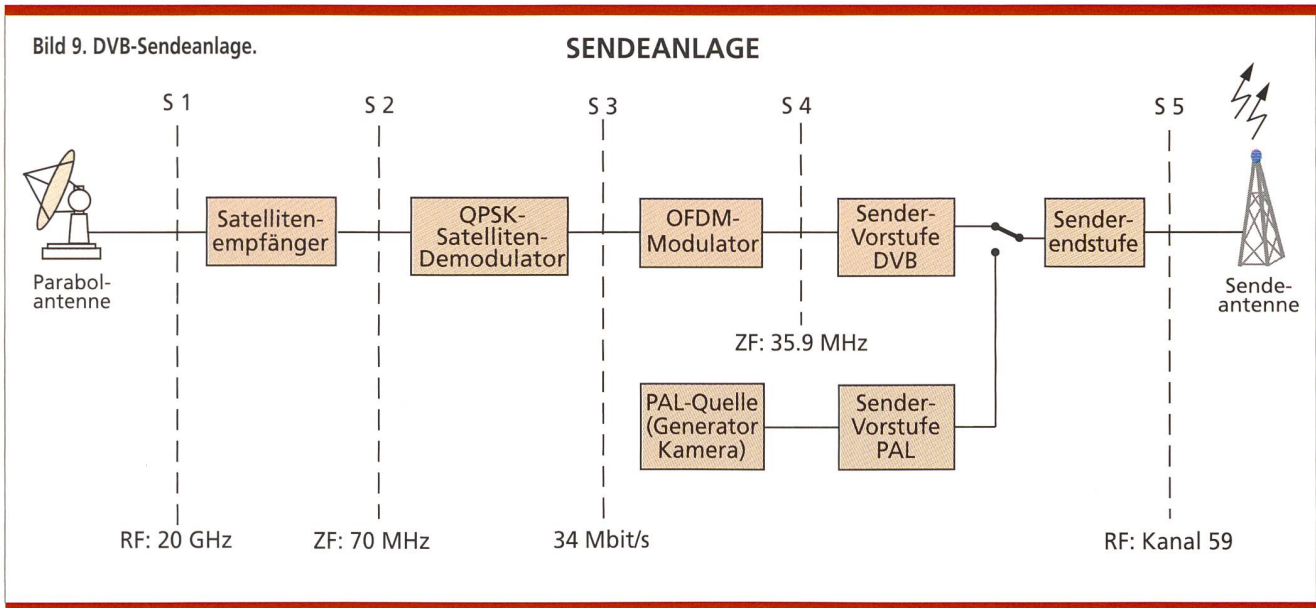 Bild 9. DVB-Sendeanlage.
SENDEANLAGE
S 1
S 2
S 3
S 4
S 5
Parabol-
antenne
Satelliten-
empfänger
QPSK-
Satelliten-
Demodulator
OFDM-
Modulator
Sender-
Vorstufe
DVB
Sender-
endstufe
Sende-
antenne
ZF: 35.9 MHz
PAL-Quelle
(Generator
Kamera)
Sender-
Vorstufe
PAL
RF: 20 GHz
ZF: 70 MHz
34 Mbit/s
RF: Kanal 59